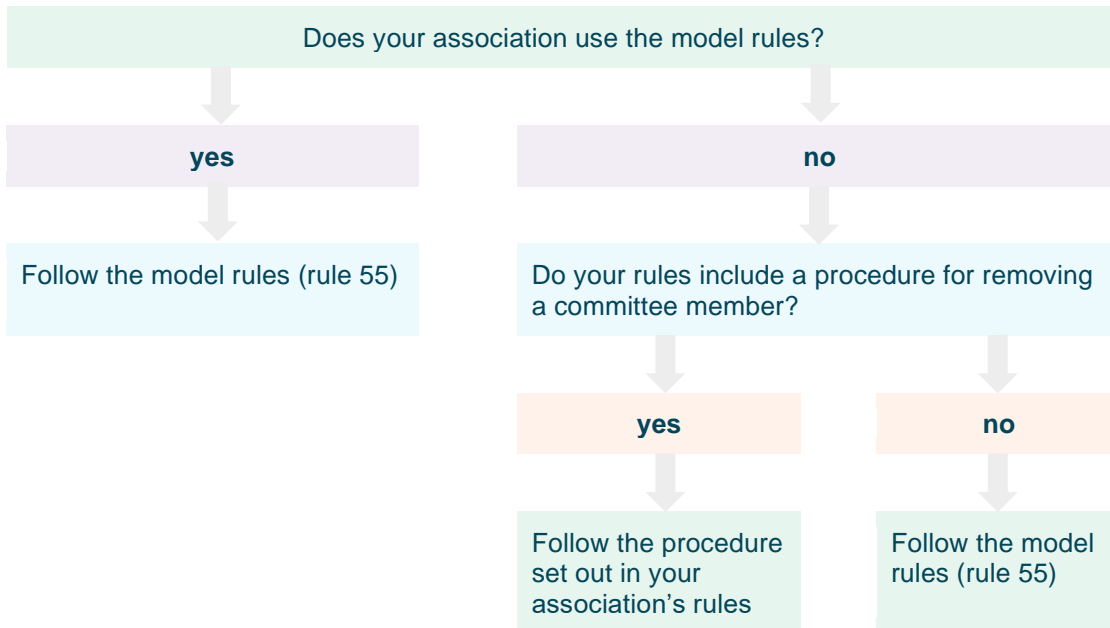 Does your association use the model rules?
yes
no
Follow the model rules (rule 55)
Do your rules include a procedure for removing
a committee member?
yes
no
Follow the procedure
set out in your
association’s rules
Follow the model
rules (rule 55)